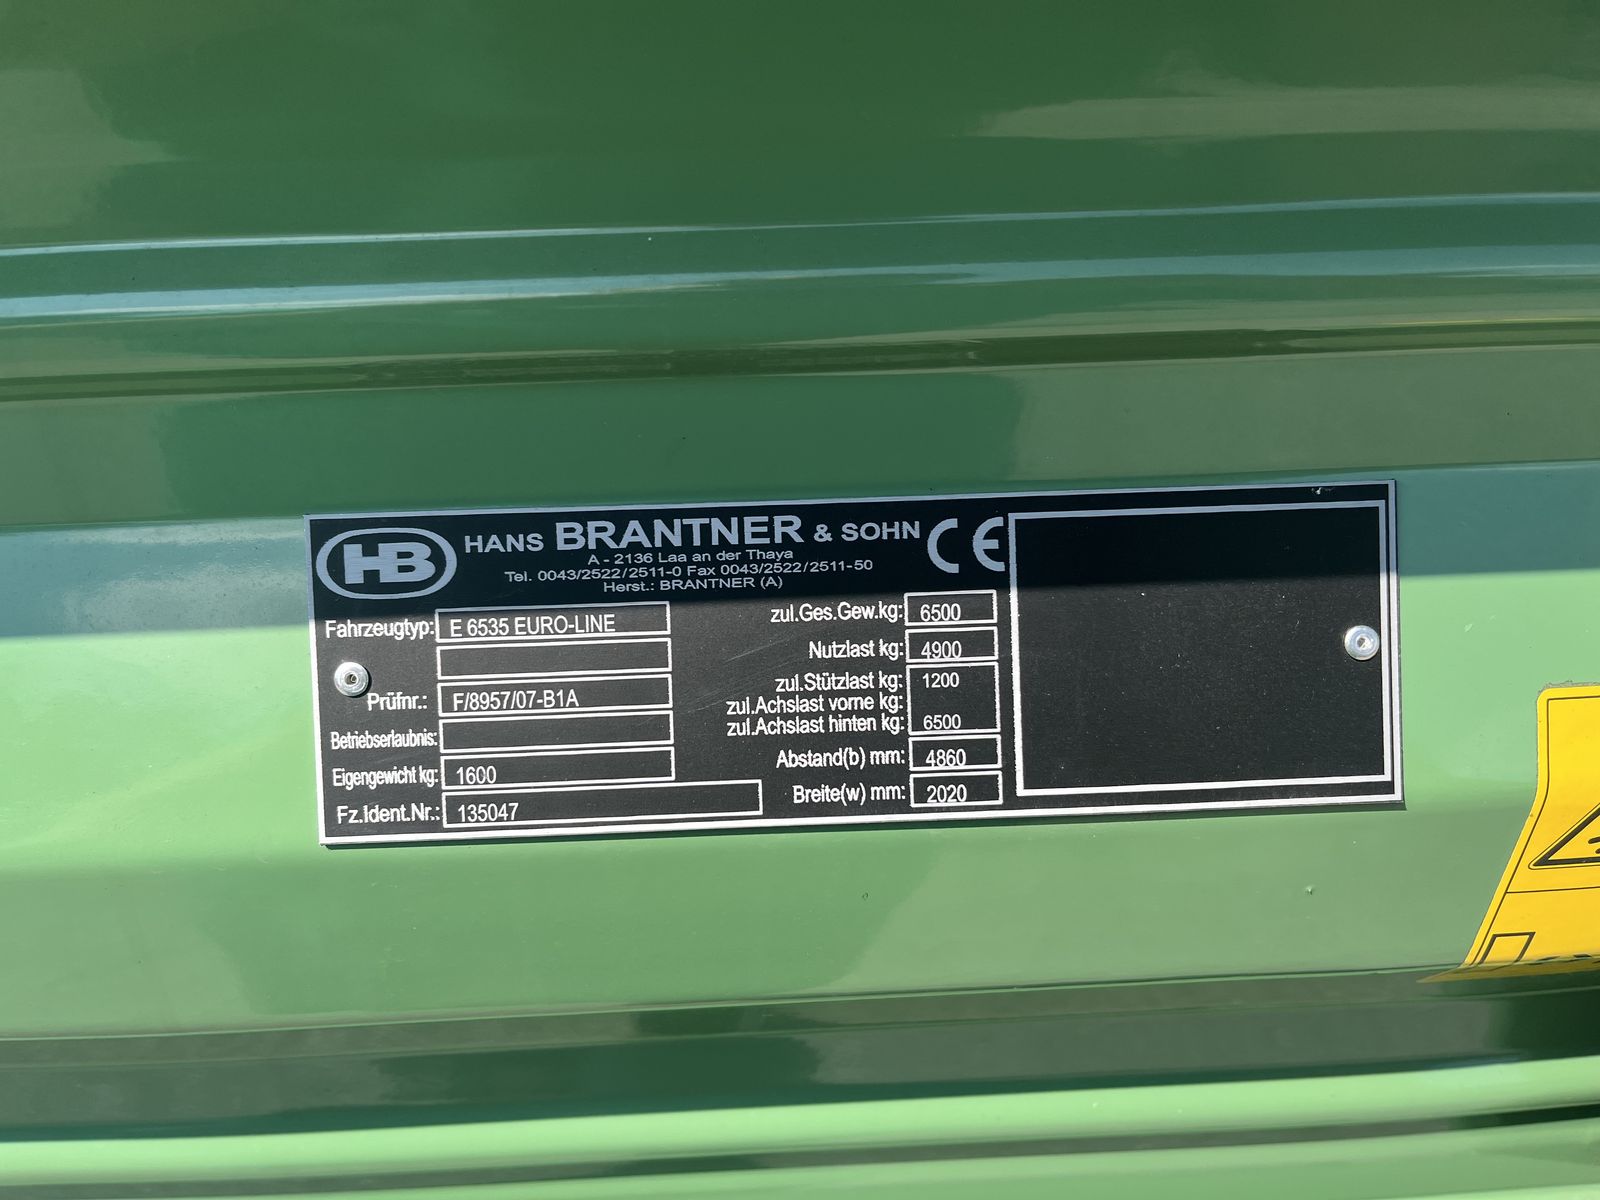 HB HANS BRANTNER & SOHN CE
A - 2136 Laa an der Thaya
Tel. 0043/2522/2511-0 Fax 0043/2522/2511-50
Herst.: BRANTNER (A)
Fahrzeugtyp: E 6535 EURO-LINE
Prüfnr.: F/8957/07-B1A
Betriebserlaubnis:
Eigengewicht kg: 1600
Fz.Ident.Nr.: 135047
zul.Ges.Gew.kg: 6500
Nutzlast kg: 4900
zul.Stützlast kg: 1200
zul.Achslast vorne kg:
zul.Achslast hinten kg: 6500
Abstand(b) mm: 4860
Breite(w) mm: 2020